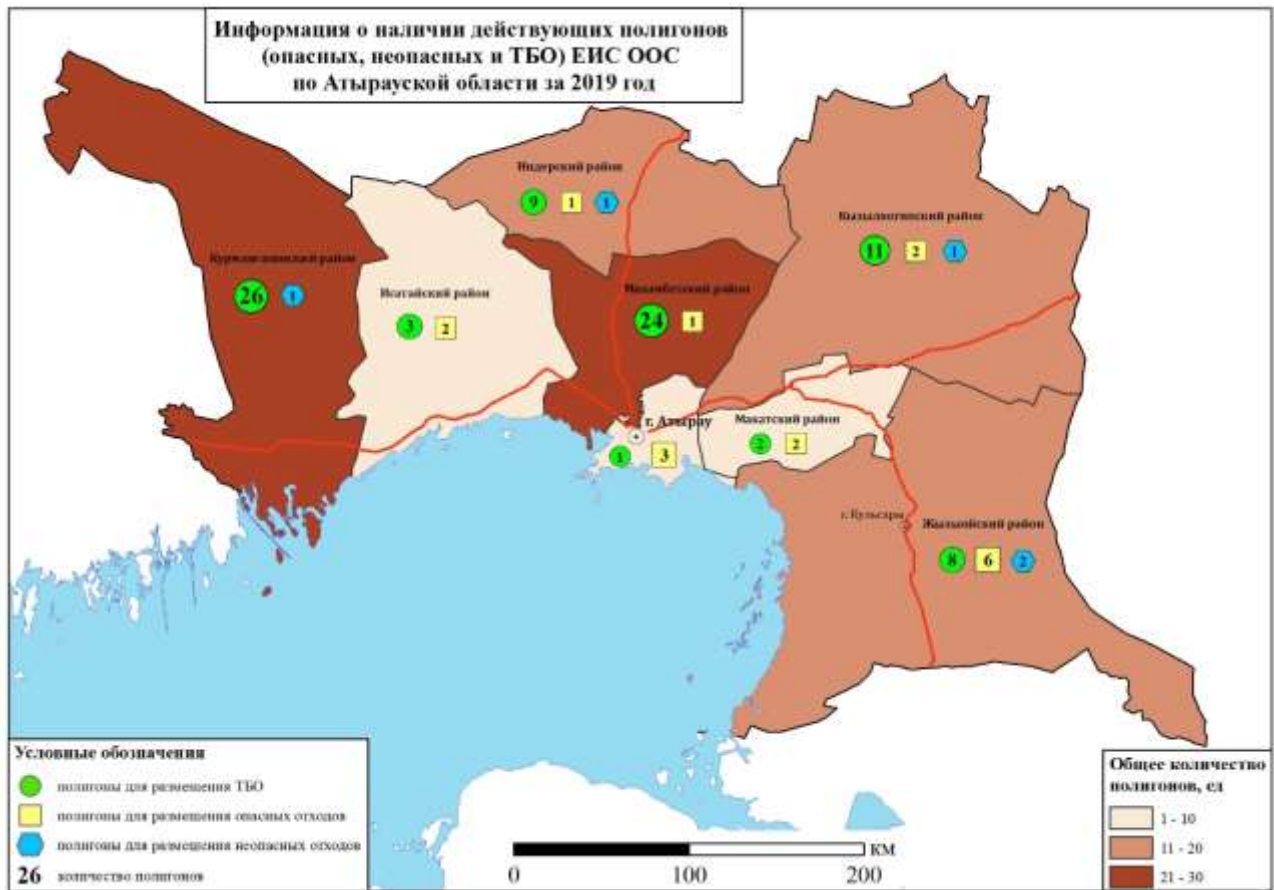 Информация о наличии действующих полигонов
(опасных, неопасных и ТБО) ЕИС ООС
по Атырауской области за 2019 год
Индерский район
9 1 1
Кызылкогинский район
11 2 1
Курмангазинский район
26 1
Исатайский район
3 2
Махамбетский район
24 1
г. Атырау
1 3
Макатский район
2 2
г. Кульсары
Жылыойский район
8 6 2
Условные обозначения
полигоны для размещения ТБО
полигоны для размещения опасных отходов
полигоны для размещения неопасных отходов
26 количество полигонов
КМ
0 100 200
Общее количество
полигонов, ед
1 - 10
11 - 20
21 - 30